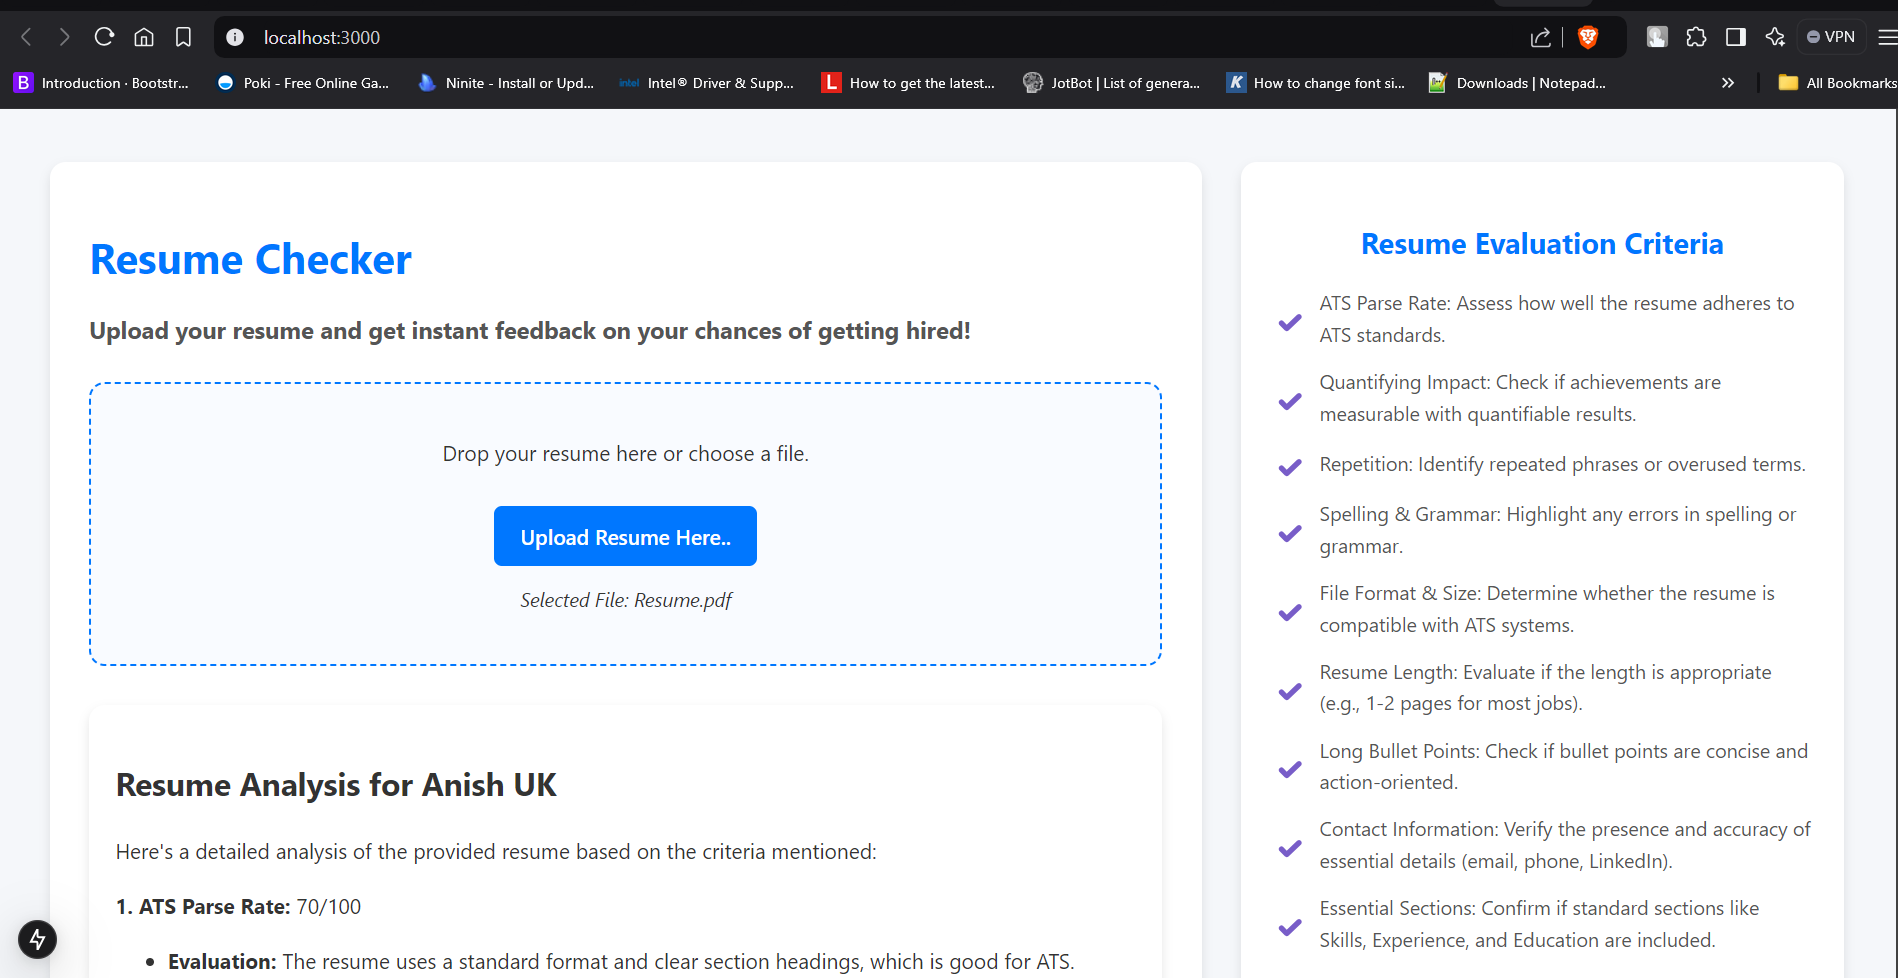 localhost:3000
VPN
Introduction · Bootstr...
Poki - Free Online Ga...
Ninite - Install or Upd...
intel Intel® Driver & Supp...
L How to get the latest...
JotBot | List of genera...
K How to change font si...
Downloads | Notepad...
All Bookmarks
Resume Checker
Upload your resume and get instant feedback on your chances of getting hired!
Drop your resume here or choose a file.
Upload Resume Here..
Selected File: Resume.pdf
Resume Analysis for Anish UK
Here's a detailed analysis of the provided resume based on the criteria mentioned:
1. ATS Parse Rate: 70/100
• Evaluation: The resume uses a standard format and clear section headings, which is good for ATS.
Resume Evaluation Criteria
ATS Parse Rate: Assess how well the resume adheres to
ATS standards.
Quantifying Impact: Check if achievements are
measurable with quantifiable results.
Repetition: Identify repeated phrases or overused terms.
Spelling & Grammar: Highlight any errors in spelling or
grammar.
File Format & Size: Determine whether the resume is
compatible with ATS systems.
Resume Length: Evaluate if the length is appropriate
(e.g., 1-2 pages for most jobs).
Long Bullet Points: Check if bullet points are concise and
action-oriented.
Contact Information: Verify the presence and accuracy of
essential details (email, phone, LinkedIn).
Essential Sections: Confirm if standard sections like
Skills, Experience, and Education are included.